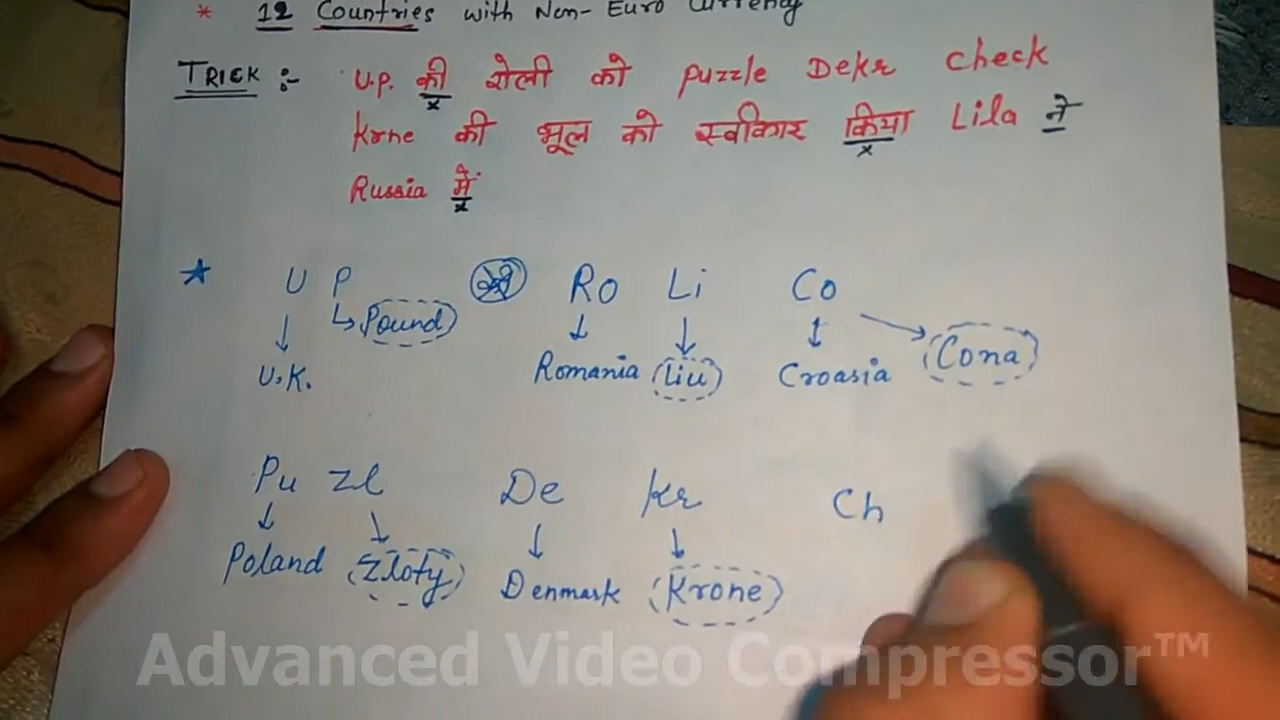 * 12 Countries with Non-Euro Currency
TRICK :- U.P. की रोली को puzzle Dekr check
x
krne की भूल को स्वीकार किया Lila ने
x
Russia में
x
* U P Ro Li Co
Pound
U.K. Romania (Liu) Croasia (Cona)
Pu Zl De Kr Ch
Poland (Zloty) Denmark (Krone)
Advanced Video Compressor™